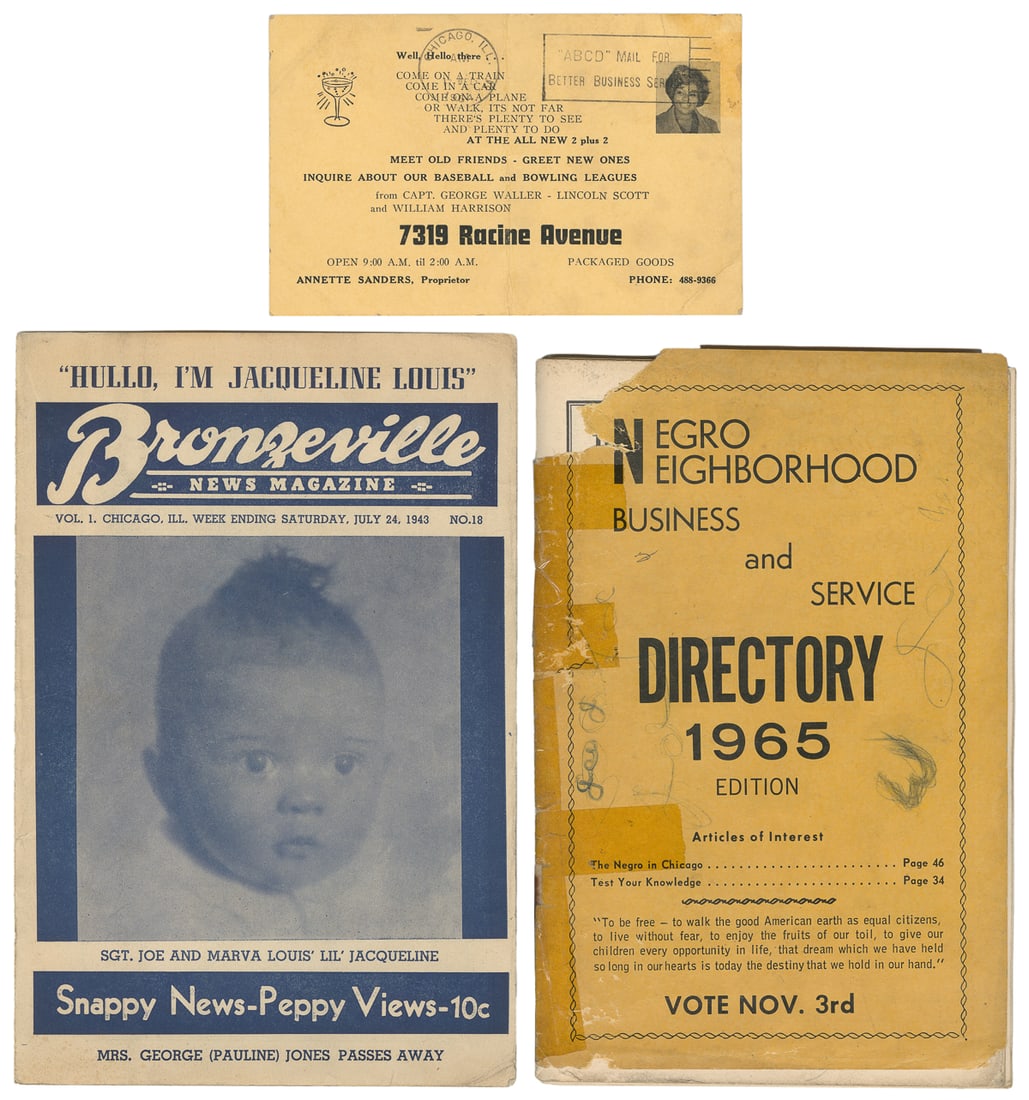 CHICAGO, ILL.
"ABCD" MAIL FOR
BETTER BUSINESS
Well, Hello, there . . .
COME ON A TRAIN
COME IN A CAR
COME ON A PLANE
OR WALK, ITS NOT FAR
THERE'S PLENTY TO SEE
AND PLENTY TO DO
AT THE ALL NEW 2 plus 2
MEET OLD FRIENDS - GREET NEW ONES
INQUIRE ABOUT OUR BASEBALL and BOWLING LEAGUES
from CAPT. GEORGE WALLER - LINCOLN SCOTT
and WILLIAM HARRISON
7319 Racine Avenue
OPEN 9:00 A.M. til 2:00 A.M. PACKAGED GOODS
ANNETTE SANDERS, Proprietor PHONE: 488-9366
"HULLO, I'M JACQUELINE LOUIS"
Bronzeville
NEWS MAGAZINE
VOL. 1. CHICAGO, ILL. WEEK ENDING SATURDAY, JULY 24, 1943 NO.18
SGT. JOE AND MARVA LOUIS' LIL' JACQUELINE
Snappy News-Peppy Views-10c
MRS. GEORGE (PAULINE) JONES PASSES AWAY
NEGRO
NEIGHBORHOOD
BUSINESS
and
SERVICE
DIRECTORY
1965
EDITION
Articles of Interest
The Negro in Chicago . . . . . . . . . . . . . . . . . . . . . . . . . Page 46
Test Your Knowledge . . . . . . . . . . . . . . . . . . . . . . . . . Page 34
"To be free — to walk the good American earth as equal citizens,
to live without fear, to enjoy the fruits of our toil, to give our
children every opportunity in life, that dream which we have held
so long in our hearts is today the destiny that we hold in our hand."
VOTE NOV. 3rd